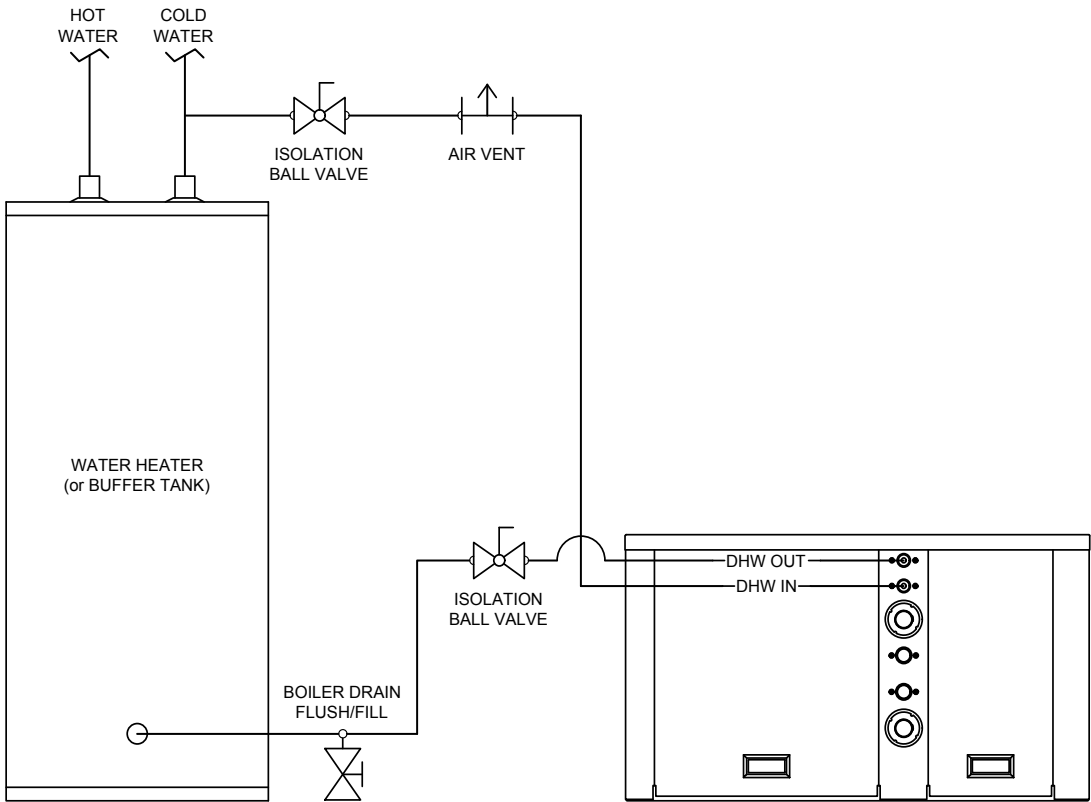 HOT
WATER
COLD
WATER
ISOLATION
BALL VALVE
AIR VENT
WATER HEATER
(or BUFFER TANK)
DHW OUT
DHW IN
ISOLATION
BALL VALVE
BOILER DRAIN
FLUSH/FILL